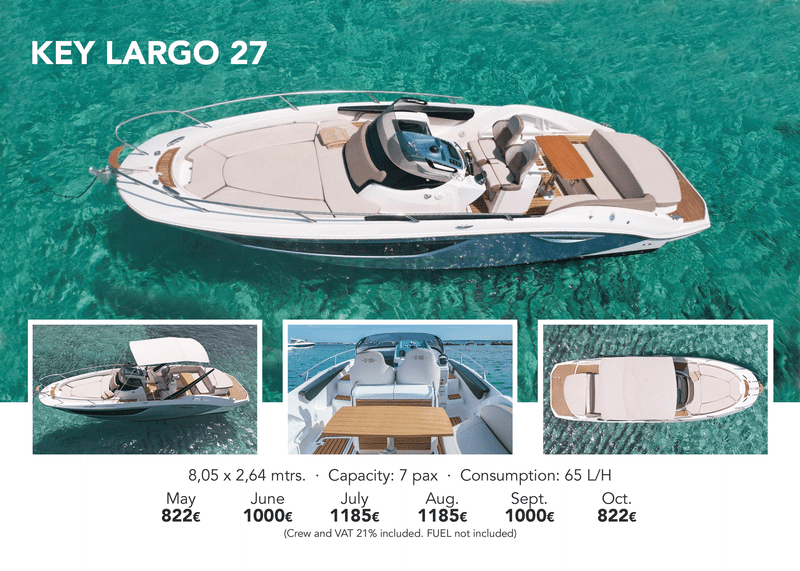 KEY LARGO 27
8,05 x 2,64 mtrs. · Capacity: 7 pax · Consumption: 65 L/H
May June July Aug. Sept. Oct.
822€ 1000€ 1185€ 1185€ 1000€ 822€
(Crew and VAT 21% included. FUEL not included)